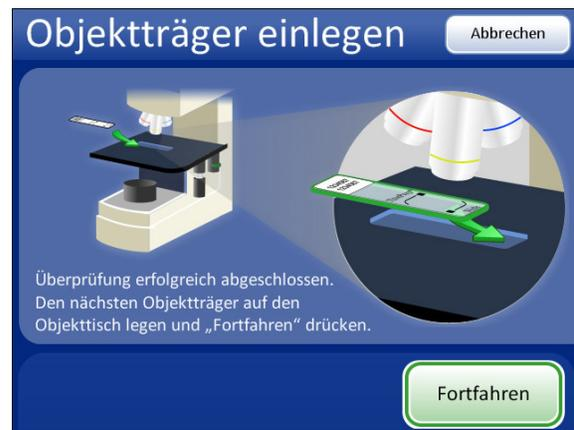 Objektträger einlegen
Abbrechen
Überprüfung erfolgreich abgeschlossen.
Den nächsten Objektträger auf den
Objekttisch legen und „Fortfahren“ drücken.
Fortfahren